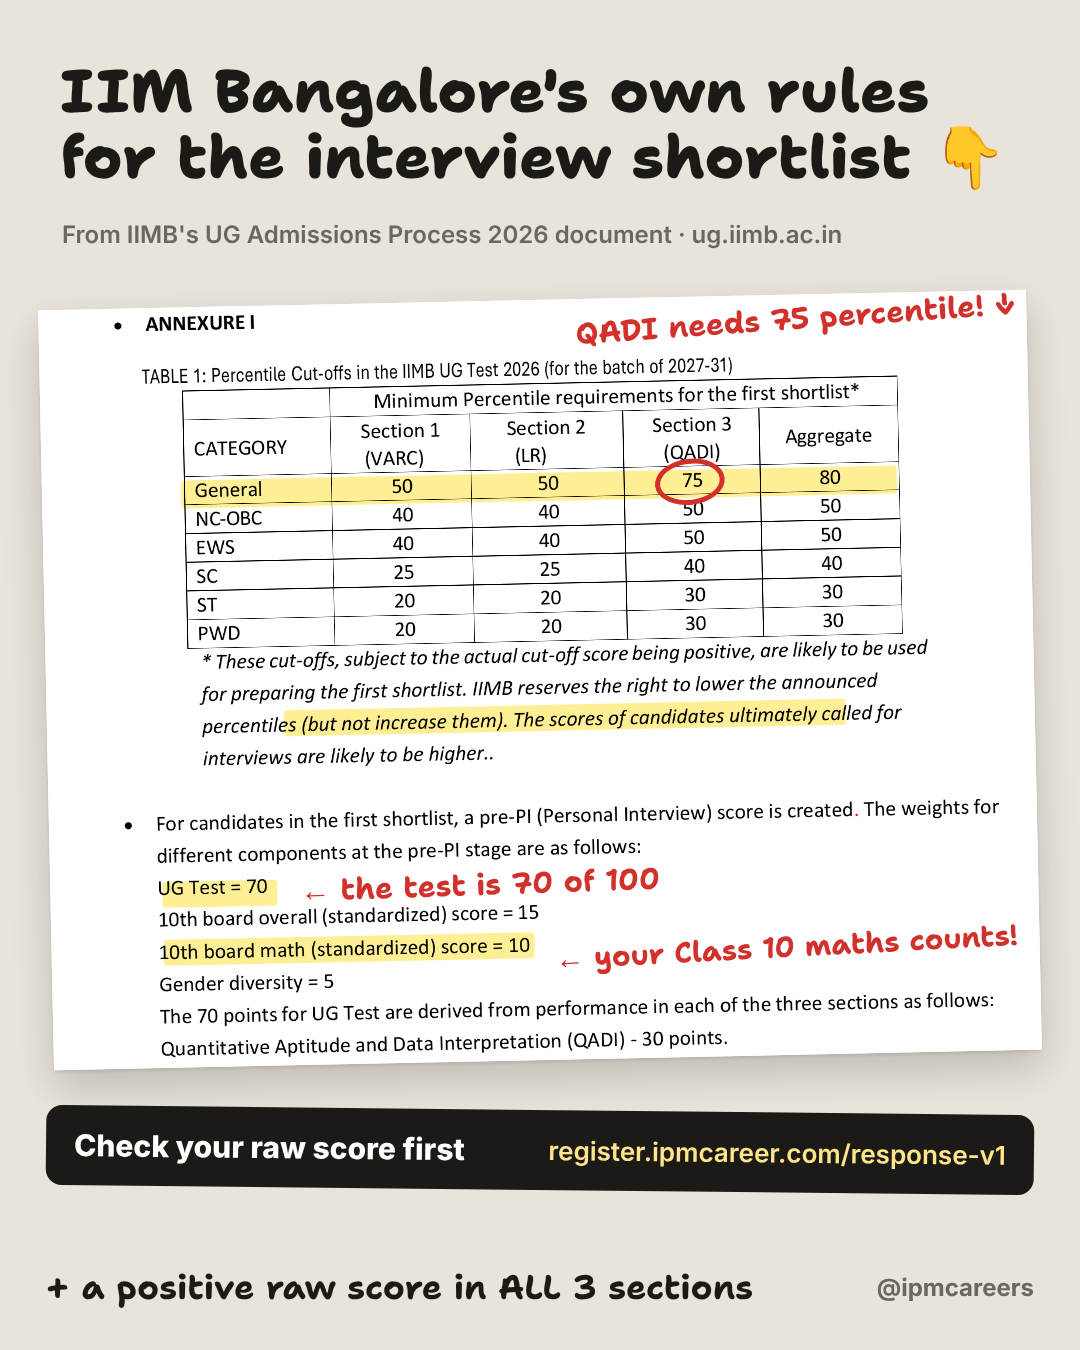 IIM Bangalore's own rules
for the interview shortlist 👇
From IIMB's UG Admissions Process 2026 document · ug.iimb.ac.in
• ANNEXURE I
QADI needs 75 percentile! ↓
TABLE 1: Percentile Cut-offs in the IIMB UG Test 2026 (for the batch of 2027-31)
Minimum Percentile requirements for the first shortlist*
CATEGORY Section 1 (VARC) Section 2 (LR) Section 3 (QADI) Aggregate
General 50 50 75 80
NC-OBC 40 40 50 50
EWS 40 40 50 50
SC 25 25 40 40
ST 20 20 30 30
PWD 20 20 30 30
* These cut-offs, subject to the actual cut-off score being positive, are likely to be used
for preparing the first shortlist. IIMB reserves the right to lower the announced
percentiles (but not increase them). The scores of candidates ultimately called for
interviews are likely to be higher..
• For candidates in the first shortlist, a pre-PI (Personal Interview) score is created. The weights for
different components at the pre-PI stage are as follows:
UG Test = 70 ← the test is 70 of 100
10th board overall (standardized) score = 15
10th board math (standardized) score = 10 ← your Class 10 maths counts!
Gender diversity = 5
The 70 points for UG Test are derived from performance in each of the three sections as follows:
Quantitative Aptitude and Data Interpretation (QADI) - 30 points.
Check your raw score first register.ipmcareer.com/response-v1
+ a positive raw score in ALL 3 sections @ipmcareers